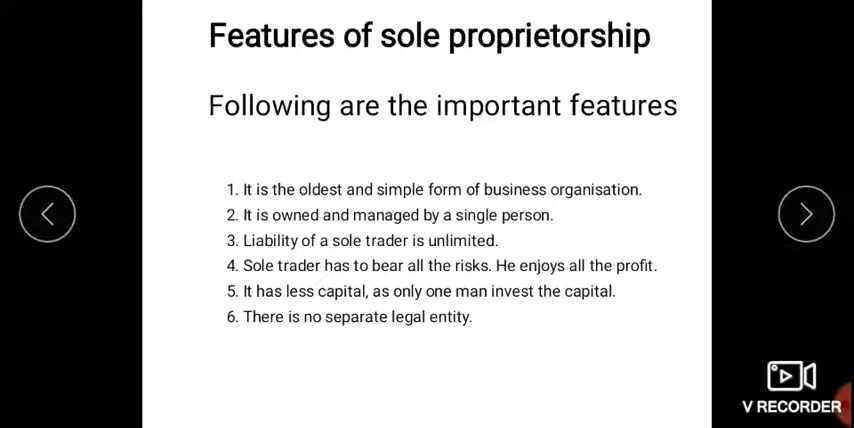 Features of sole proprietorship
Following are the important features
1. It is the oldest and simple form of business organisation.
2. It is owned and managed by a single person.
3. Liability of a sole trader is unlimited.
4. Sole trader has to bear all the risks. He enjoys all the profit.
5. It has less capital, as only one man invest the capital.
6. There is no separate legal entity.
V RECORDER